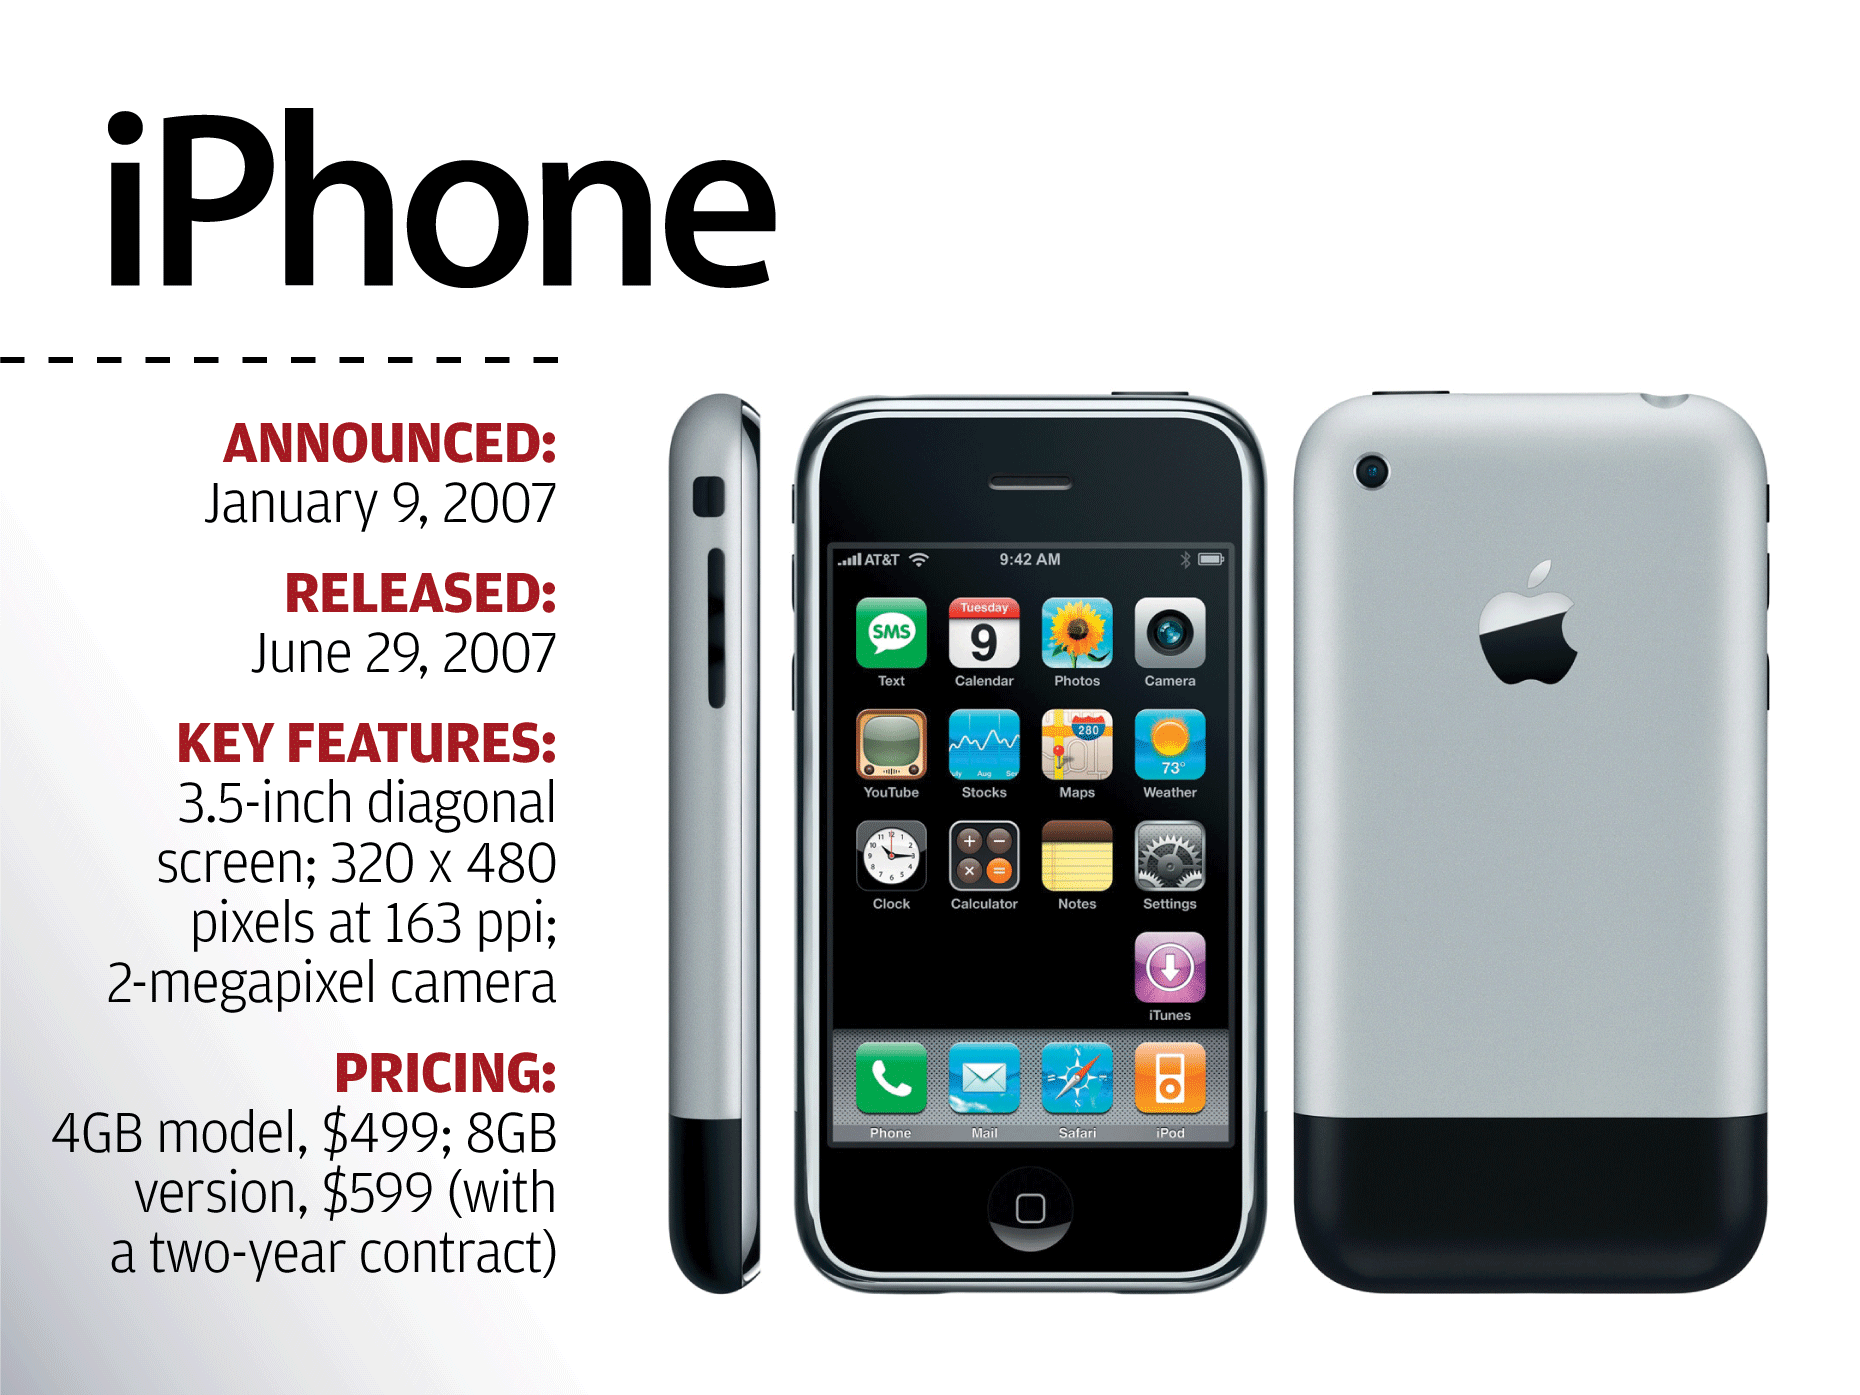 iPhone
ANNOUNCED:
January 9, 2007
RELEASED:
June 29, 2007
KEY FEATURES:
3.5-inch diagonal
screen; 320 x 480
pixels at 163 ppi;
2-megapixel camera
PRICING:
4GB model, $499; 8GB
version, $599 (with
a two-year contract)
AT&T 9:42 AM
SMS Tuesday 9
Text Calendar Photos Camera
280 73°
July Aug Sep
YouTube Stocks Maps Weather
Clock Calculator Notes Settings
iTunes
Phone Mail Safari iPod